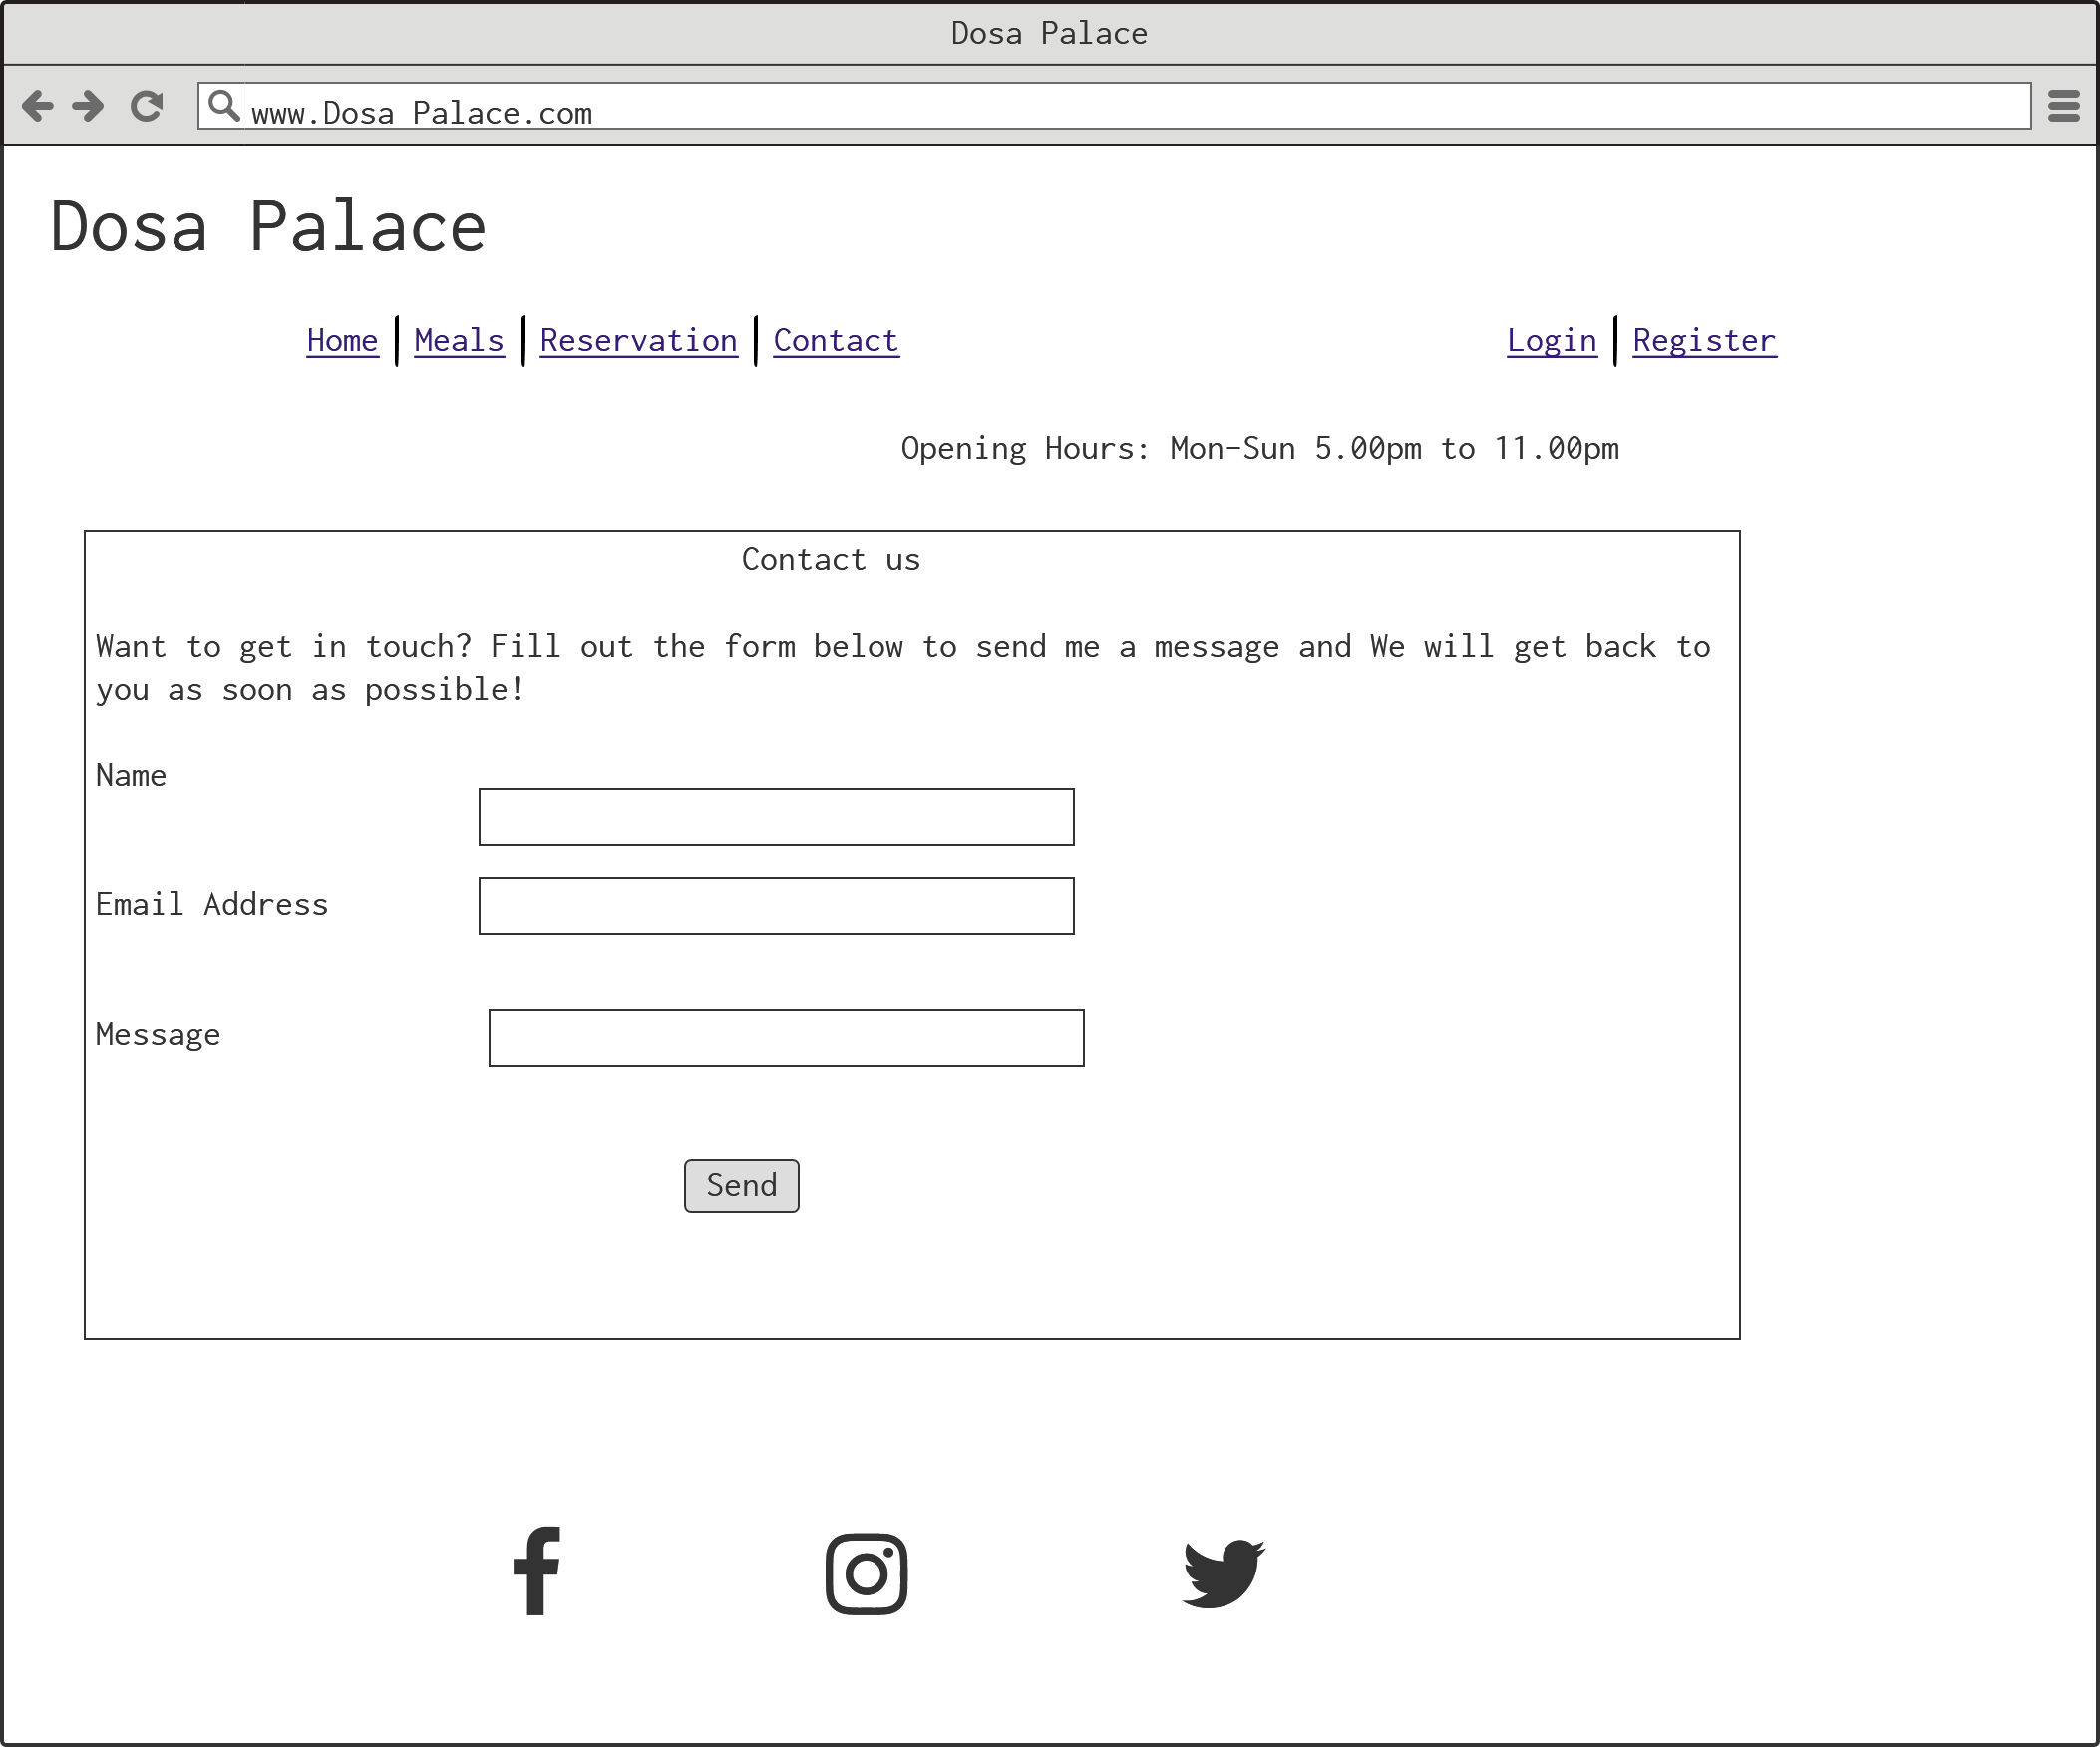 Dosa Palace
www.Dosa Palace.com
Dosa Palace
Home | Meals | Reservation | Contact
Login | Register
Opening Hours: Mon-Sun 5.00pm to 11.00pm
Contact us
Want to get in touch? Fill out the form below to send me a message and We will get back to
you as soon as possible!
Name
Email Address
Message
Send